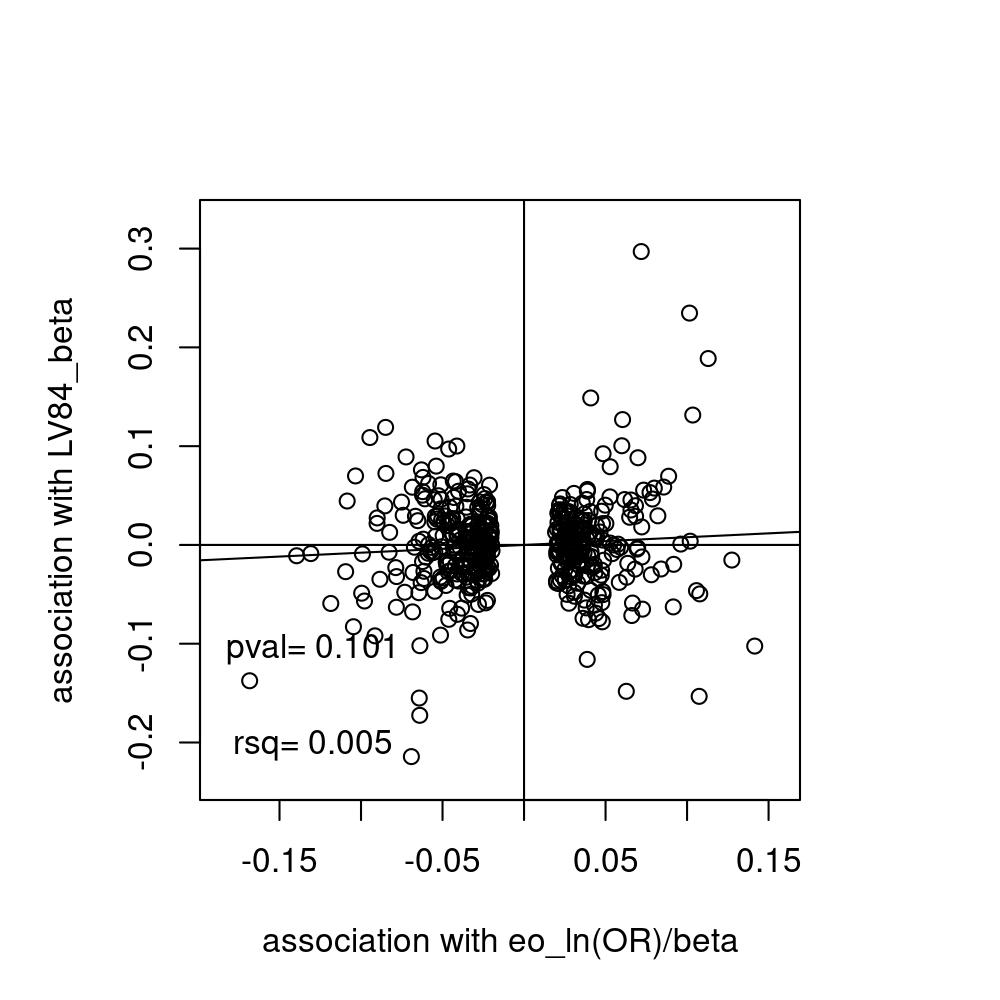 0.3
0.2
0.1
0.0
-0.1
-0.2
association with LV84_beta
pval= 0.101
rsq= 0.005
-0.15 -0.05 0.05 0.15
association with eo_ln(OR)/beta